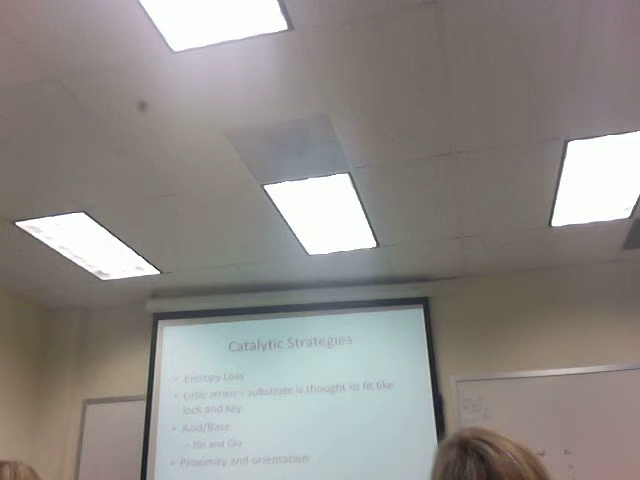 Catalytic Strategies
• Entropy Loss
• Little strain – substrate is thought to fit like
lock and key
• Acid/Base
– His and Glu
• Proximity and orientation